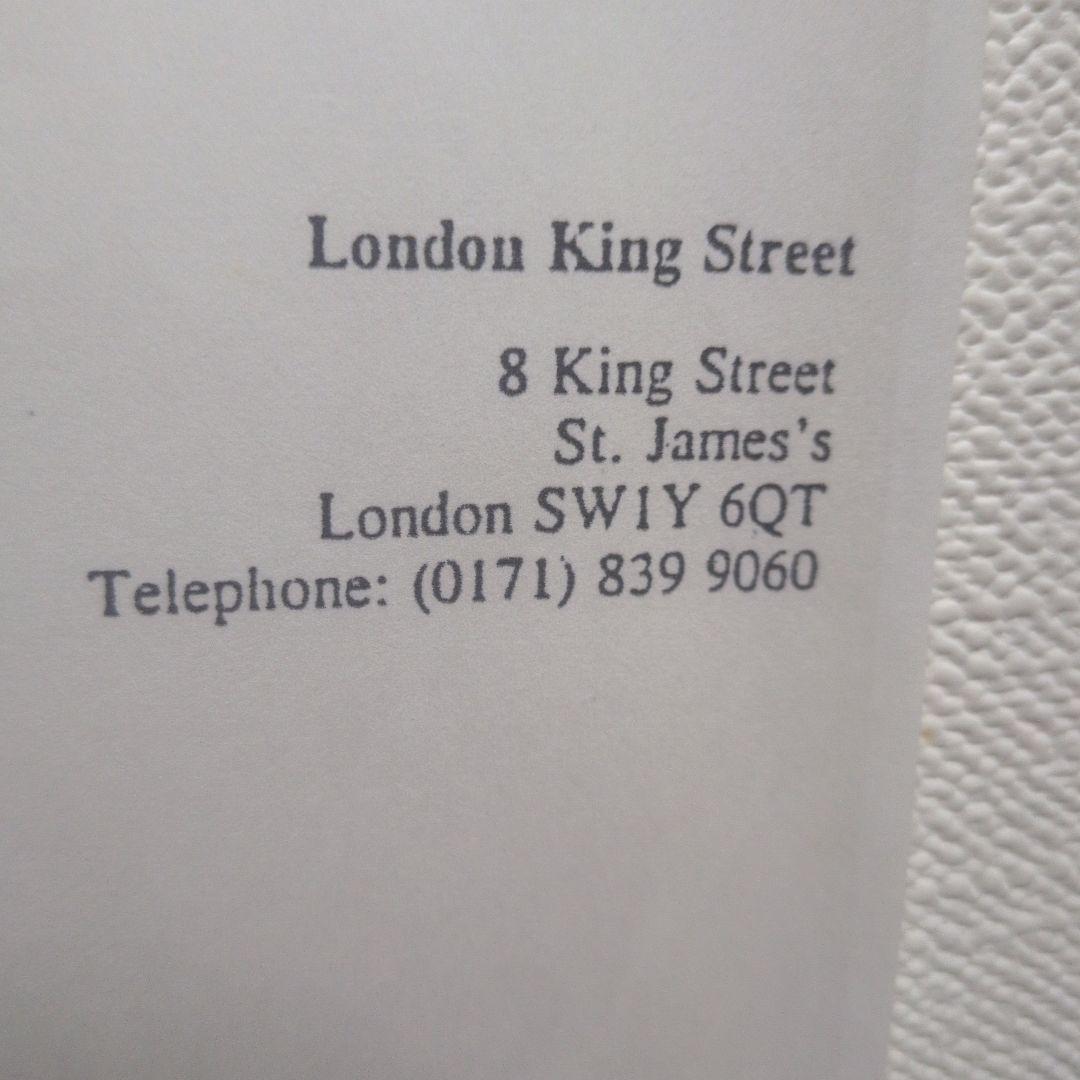 London King Street
8 King Street
St. James's
London SW1Y 6QT
Telephone: (0171) 839 9060